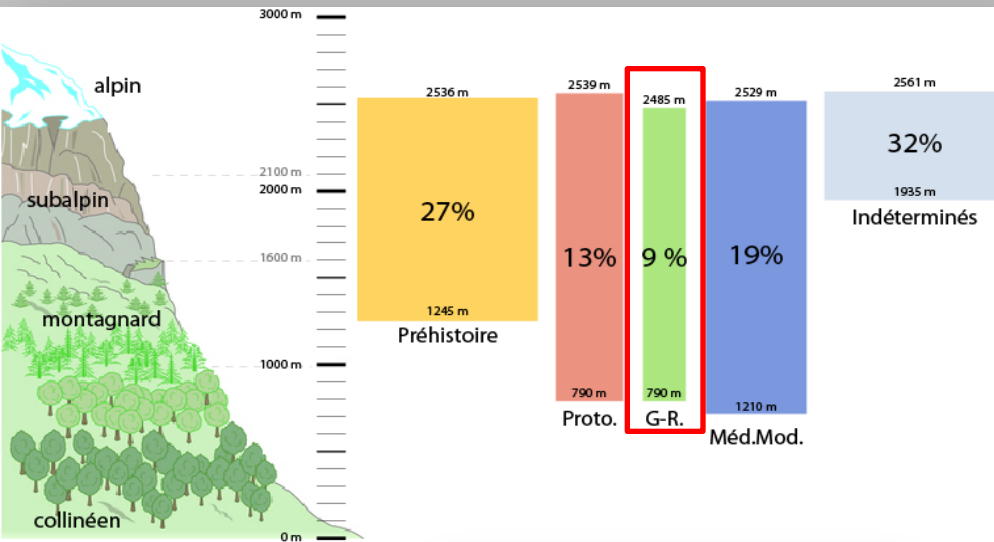 3000 m
alpin
2100 m
2000 m
subalpin
1600 m
montagnard
1000 m
collinéen
0 m
2536 m
27%
1245 m
Préhistoire
2539 m
13%
790 m
Proto.
2485 m
9 %
790 m
G-R.
2529 m
19%
1210 m
Méd.Mod.
2561 m
32%
1935 m
Indéterminés